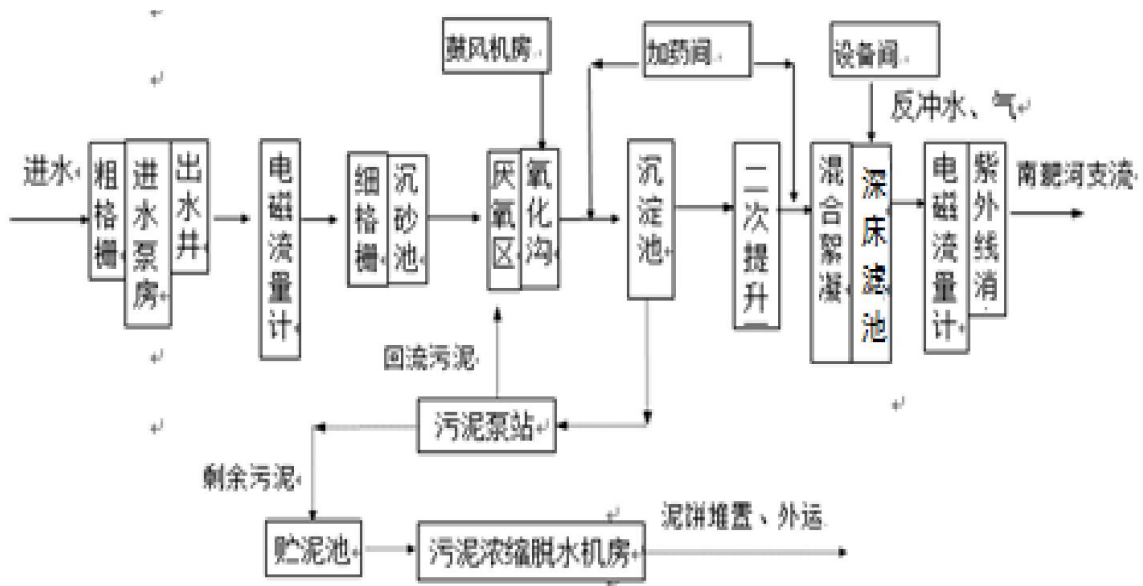 鼓风机房
加药间
设备间
反冲水、气
进水
粗格栅
进水泵房
出水井
电磁流量计
细格栅
沉砂池
厌氧区
氧化沟
沉淀池
二次提升
混合絮凝
深床滤池
电磁流量计
紫外线消
南淝河支流
回流污泥
污泥泵站
剩余污泥
贮泥池
污泥浓缩脱水机房
泥饼堆置、外运